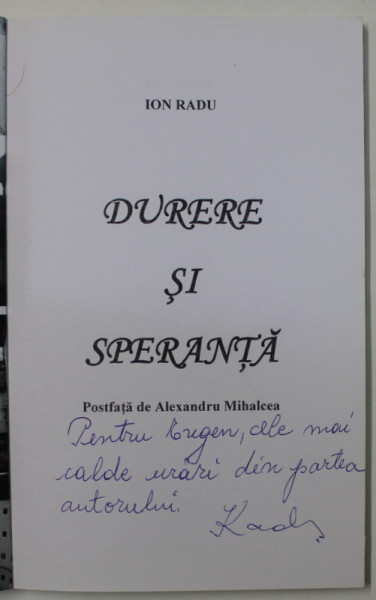 ION RADU
DURERE
ŞI
SPERANŢĂ
Postfaţă de Alexandru Mihalcea
Pentru Eugen, cele mai
calde urări din partea
autorului.